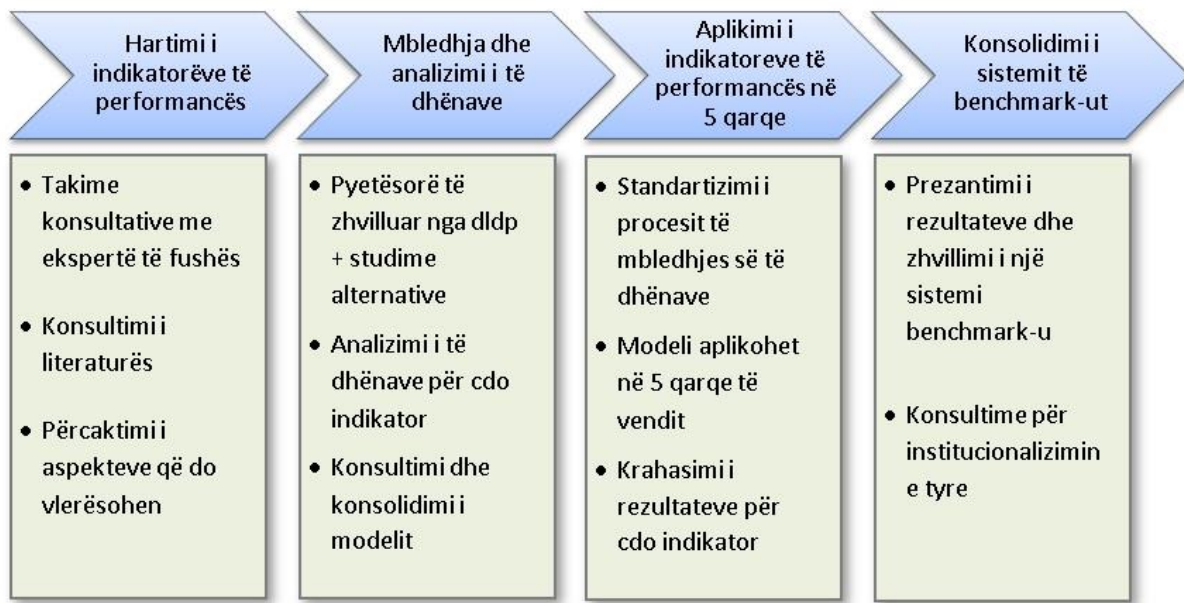 Hartimi i
indikatorëve të
performancës
Mbledhja dhe
analizimi i të
dhënave
Aplikimi i
indikatoreve të
performancës në
5 qarqe
Konsolidimi i
sistemit të
benchmark-ut
• Takime
konsultative me
ekspertë të fushës
• Konsultimi i
literaturës
• Përcaktimi i
aspekteve që do
vlerësohen
• Pyetësorë të
zhvilluar nga dldp
+ studime
alternative
• Analizimi i të
dhënave për cdo
indikator
• Konsultimi dhe
konsolidimi i
modelit
• Standartizimi i
procesit të
mbledhjes së të
dhënave
• Modeli aplikohet
në 5 qarqe të
vendit
• Krahasimi i
rezultateve për
cdo indikator
• Prezantimi i
rezultateve dhe
zhvillimi i një
sistemi
benchmark-u
• Konsultime për
institucionalizimin
e tyre